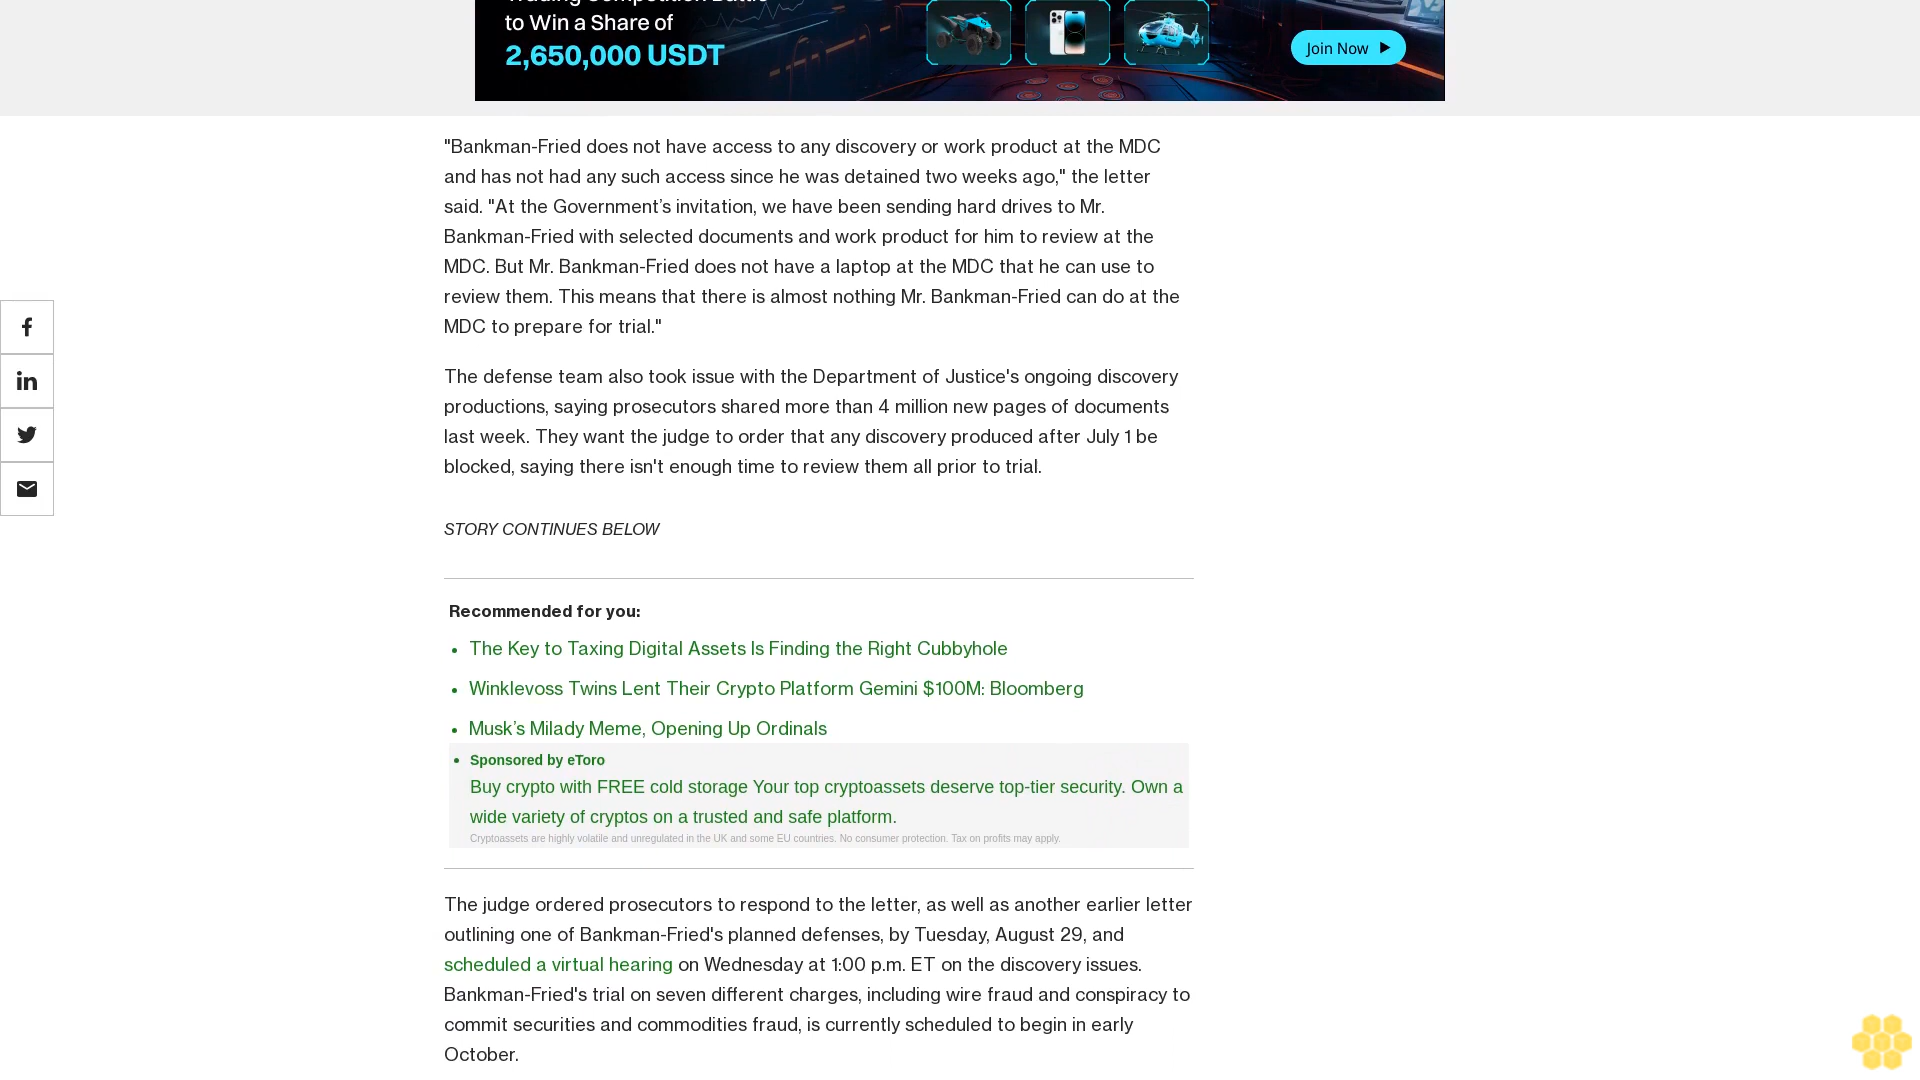 to Win a Share of
2,650,000 USDT
Join Now
"Bankman-Fried does not have access to any discovery or work product at the MDC
and has not had any such access since he was detained two weeks ago," the letter
said. "At the Government’s invitation, we have been sending hard drives to Mr.
Bankman-Fried with selected documents and work product for him to review at the
MDC. But Mr. Bankman-Fried does not have a laptop at the MDC that he can use to
review them. This means that there is almost nothing Mr. Bankman-Fried can do at the
MDC to prepare for trial."
The defense team also took issue with the Department of Justice's ongoing discovery
productions, saying prosecutors shared more than 4 million new pages of documents
last week. They want the judge to order that any discovery produced after July 1 be
blocked, saying there isn't enough time to review them all prior to trial.
STORY CONTINUES BELOW
Recommended for you:
The Key to Taxing Digital Assets Is Finding the Right Cubbyhole
Winklevoss Twins Lent Their Crypto Platform Gemini $100M: Bloomberg
Musk’s Milady Meme, Opening Up Ordinals
Sponsored by eToro
Buy crypto with FREE cold storage Your top cryptoassets deserve top-tier security. Own a
wide variety of cryptos on a trusted and safe platform.
Cryptoassets are highly volatile and unregulated in the UK and some EU countries. No consumer protection. Tax on profits may apply.
The judge ordered prosecutors to respond to the letter, as well as another earlier letter
outlining one of Bankman-Fried's planned defenses, by Tuesday, August 29, and
scheduled a virtual hearing on Wednesday at 1:00 p.m. ET on the discovery issues.
Bankman-Fried's trial on seven different charges, including wire fraud and conspiracy to
commit securities and commodities fraud, is currently scheduled to begin in early
October.